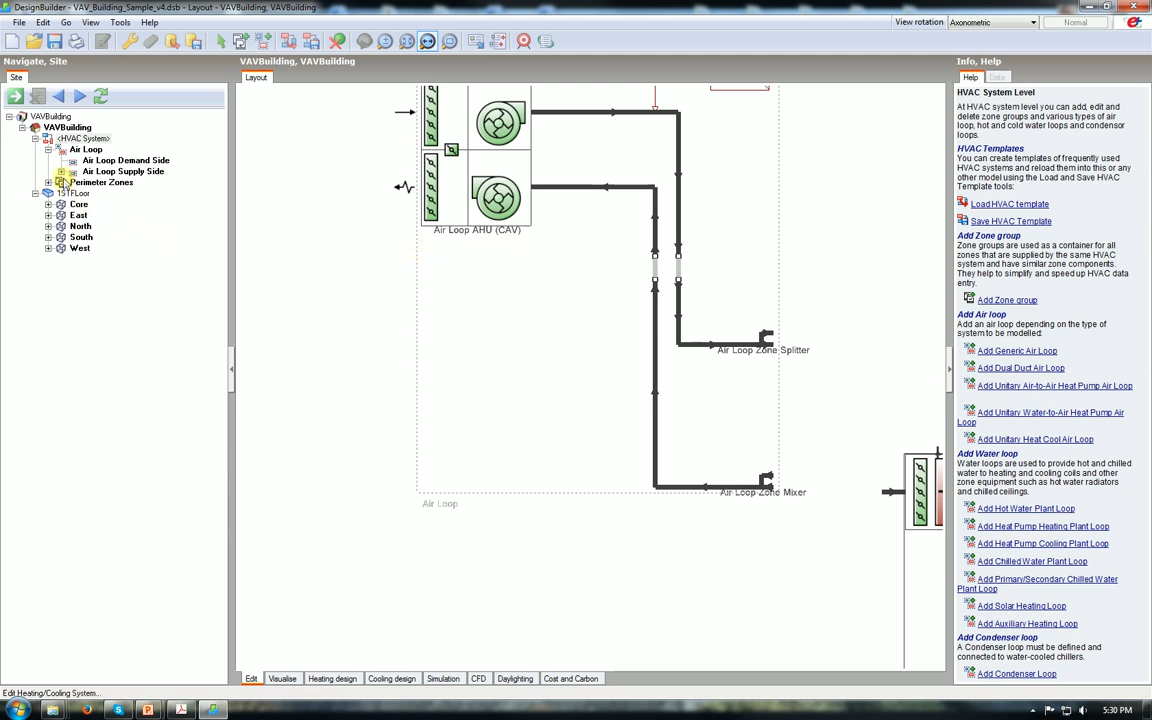 DesignBuilder - VAV_Building_Sample_v4.dsb - Layout - VAVBuilding, VAVBuilding
File Edit Go View Tools Help
View rotation Axonometric Normal
Navigate, Site
Site
VAVBuilding
VAVBuilding
<HVAC System>
Air Loop
Air Loop Demand Side
Air Loop Supply Side
Perimeter Zones
1STFLoor
Core
East
North
South
West
VAVBuilding, VAVBuilding
Layout
Air Loop AHU (CAV)
Air Loop Zone Splitter
Air Loop Zone Mixer
Air Loop
Edit Visualise Heating design Cooling design Simulation CFD Daylighting Cost and Carbon
Info, Help
Help Data
HVAC System Level
At HVAC system level you can add, edit and
delete zone groups and various types of air
loop, hot and cold water loops and condensor
loops.
HVAC Templates
You can create templates of frequently used
HVAC systems and reload them into this or any
other model using the Load and Save HVAC
Template tools:
Load HVAC template
Save HVAC Template
Add Zone group
Zone groups are used as a container for all
zones that are supplied by the same HVAC
system and have similar zone components.
They help to simplify and speed up HVAC data
entry.
Add Zone group
Add Air loop
Add an air loop depending on the type of
system to be modelled:
Add Generic Air Loop
Add Dual Duct Air Loop
Add Unitary Air-to-Air Heat Pump Air Loop
Add Unitary Water-to-Air Heat Pump Air
Loop
Add Unitary Heat Cool Air Loop
Add Water loop
Water loops are used to provide hot and chilled
water to heating and cooling coils and other
zone equipment such as hot water radiators
and chilled ceilings.
Add Hot Water Plant Loop
Add Heat Pump Heating Plant Loop
Add Heat Pump Cooling Plant Loop
Add Chilled Water Plant Loop
Add Primary/Secondary Chilled Water
Plant Loop
Add Solar Heating Loop
Add Auxiliary Heating Loop
Add Condenser loop
A Condenser loop must be defined and
connected to water-cooled chillers.
Add Condenser Loop
Edit Heating/Cooling System...
5:30 PM